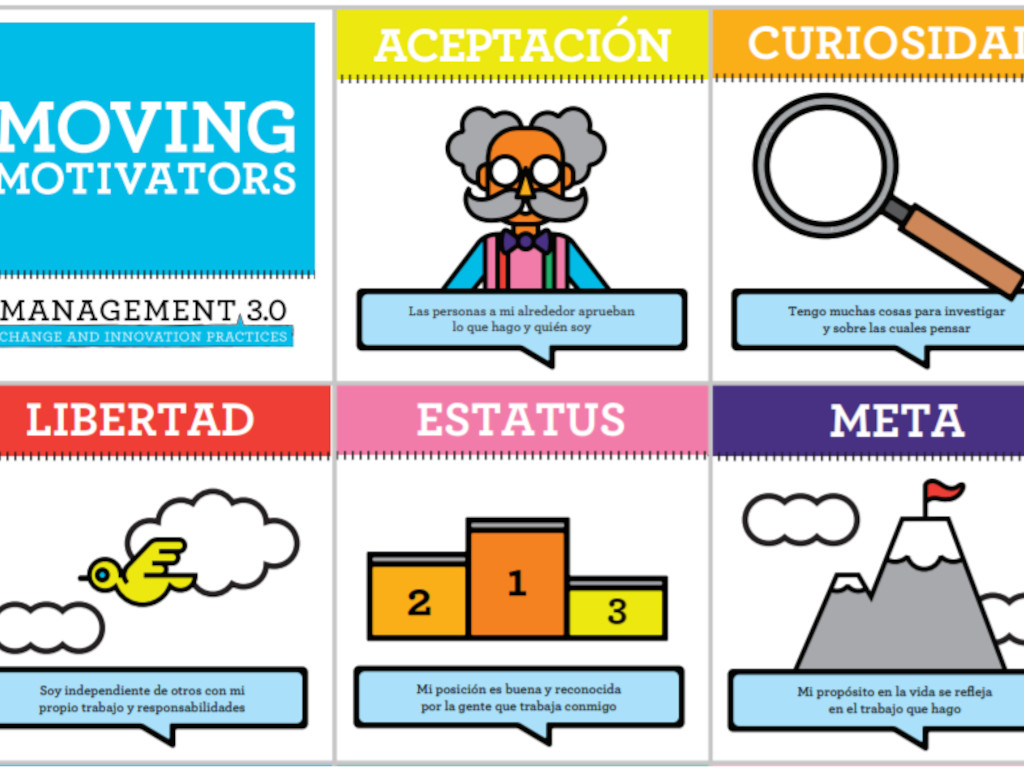 MOVING
MOTIVATORS
MANAGEMENT 3.0
CHANGE AND INNOVATION PRACTICES
ACEPTACIÓN
Las personas a mi alrededor aprueban
lo que hago y quién soy
CURIOSIDA
Tengo muchas cosas para investigar
y sobre las cuales pensar
LIBERTAD
Soy independiente de otros con mi
propio trabajo y responsabilidades
ESTATUS
2
1
3
Mi posición es buena y reconocida
por la gente que trabaja conmigo
META
Mi propósito en la vida se refleja
en el trabajo que hago